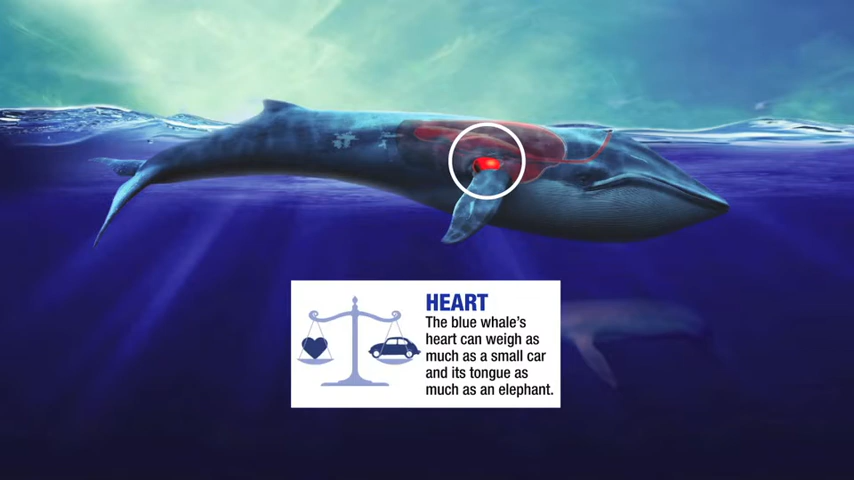 HEART
The blue whale's
heart can weigh as
much as a small car
and its tongue as
much as an elephant.